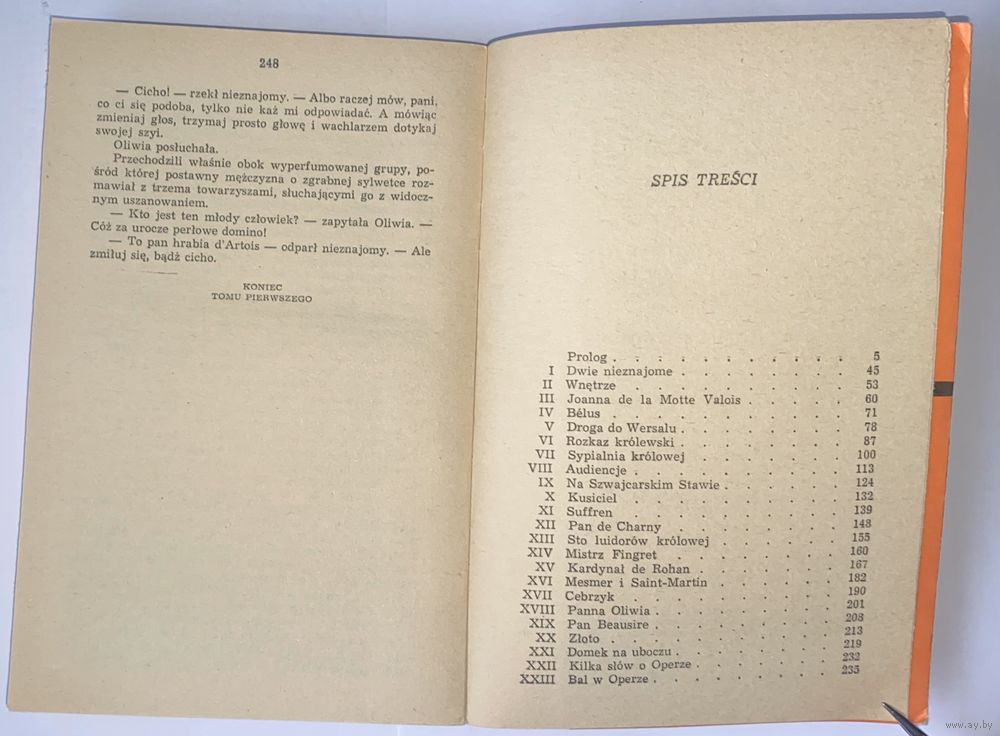 248
— Cicho! — rzekł nieznajomy. — Albo raczej mów, pani,
co ci się podoba, tylko nie każ mi odpowiadać. A mówiąc
zmieniaj głos, trzymaj prosto głowę i wachlarzem dotykaj
swojej szyi.
Oliwia posłuchała.
Przechodzili właśnie obok wyperfumowanej grupy, po-
śród której postawny mężczyzna o zgrabnej sylwetce roz-
mawiał z trzema towarzyszami, słuchającymi go z widocz-
nym uszanowaniem.
— Kto jest ten młody człowiek? — zapytała Oliwia. —
Cóż za urocze perłowe domino!
— To pan hrabia d'Artois — odparł nieznajomy. — Ale
zmiłuj się, bądź cicho.
KONIEC
TOMU PIERWSZEGO
SPIS TREŚCI
Prolog . . . . . . . . . . 5
I Dwie nieznajome . . . . . . . . 45
II Wnętrze . . . . . . . . . . 53
III Joanna de la Motte Valois . . . . . 60
IV Bélus . . . . . . . . . . 71
V Droga do Wersalu . . . . . . . . 78
VI Rozkaz królewski . . . . . . . . 87
VII Sypialnia królowej . . . . . . . 100
VIII Audiencje . . . . . . . . . 113
IX Na Szwajcarskim Stawie . . . . . . 124
X Kusiciel . . . . . . . . . . 132
XI Suffren . . . . . . . . . . 139
XII Pan de Charny . . . . . . . . 148
XIII Sto luidorów królowej . . . . . . 155
XIV Mistrz Fingret . . . . . . . . 160
XV Kardynał de Rohan . . . . . . . 167
XVI Mesmer i Saint-Martin . . . . . . 182
XVII Cebrzyk . . . . . . . . . . 190
XVIII Panna Oliwia . . . . . . . . 201
XIX Pan Beausire . . . . . . . . 208
XX Złoto . . . . . . . . . . 213
XXI Domek na uboczu . . . . . . . 219
XXII Kilka słów o Operze . . . . . . 232
XXIII Bal w Operze . . . . . . . . 235
www.ay.by